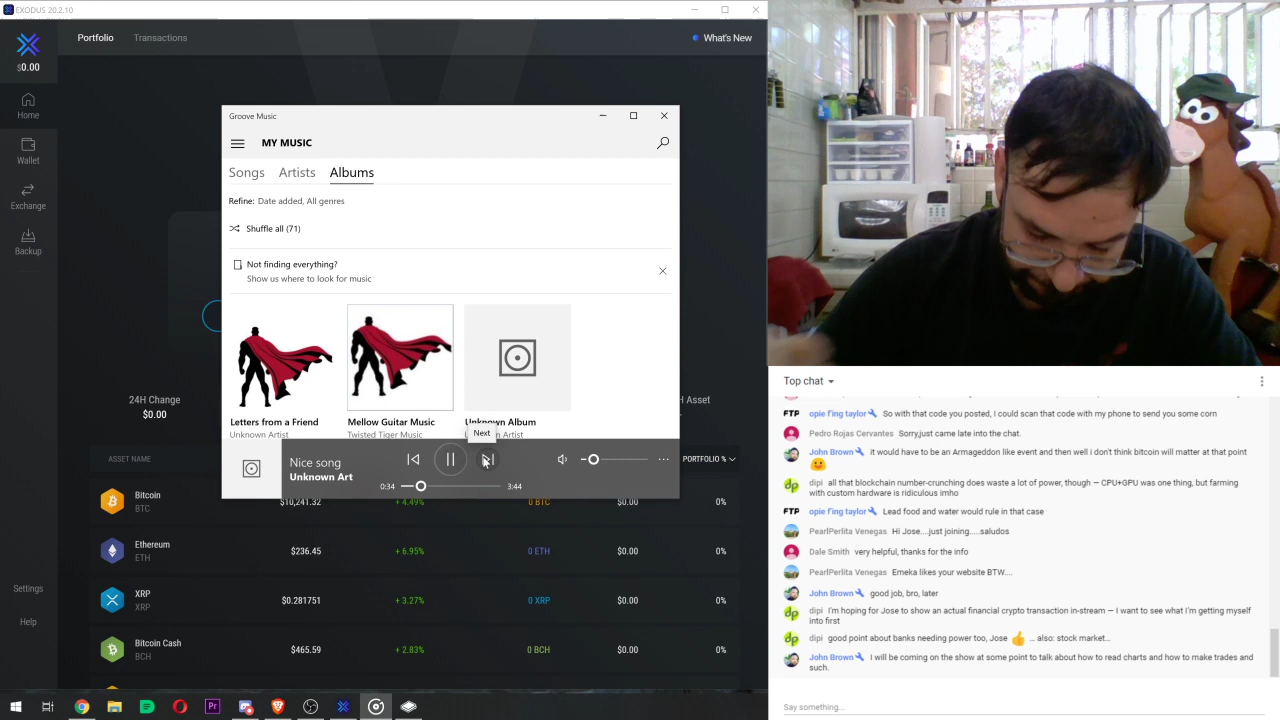 EXODUS 20.2.10
$0.00
Portfolio
Transactions
What's New
Home
Wallet
Exchange
Backup
Settings
Help
24H Change
$0.00
Asset
ASSET NAME
PORTFOLIO %
Bitcoin
BTC
$10,241.32
+ 4.49%
0 BTC
$0.00
0%
Ethereum
ETH
$236.45
+ 6.95%
0 ETH
$0.00
0%
XRP
XRP
$0.281751
+ 3.27%
0 XRP
$0.00
0%
Bitcoin Cash
BCH
$465.59
+ 2.83%
0 BCH
$0.00
0%
Groove Music
MY MUSIC
Songs
Artists
Albums
Refine: Date added, All genres
Shuffle all (71)
Not finding everything?
Show us where to look for music
Letters from a Friend
Unknown Artist
Mellow Guitar Music
Twisted Tiger Music
Unknown Album
Artist
Next
Nice song
Unknown Art
0:34
3:44
Pr
Top chat
FTP opie f'ing taylor So with that code you posted, I could scan that code with my phone to send you some corn
Pedro Rojas Cervantes Sorry,just came late into the chat.
John Brown it would have to be an Armageddon like event and then well i don't think bitcoin will matter at that point
dp dipi all that blockchain number-crunching does waste a lot of power, though — CPU+GPU was one thing, but farming
with custom hardware is ridiculous imho
FTP opie f'ing taylor Lead food and water would rule in that case
PearlPerlita Venegas Hi Jose....just joining.....saludos
Dale Smith very helpful, thanks for the info
PearlPerlita Venegas Emeka likes your website BTW....
John Brown good job, bro, later
dp dipi I'm hoping for Jose to show an actual financial crypto transaction in-stream — I want to see what I'm getting myself
into first
dp dipi good point about banks needing power too, Jose 👍 ... also: stock market...
John Brown I will be coming on the show at some point to talk about how to read charts and how to make trades and
such.
Say something...